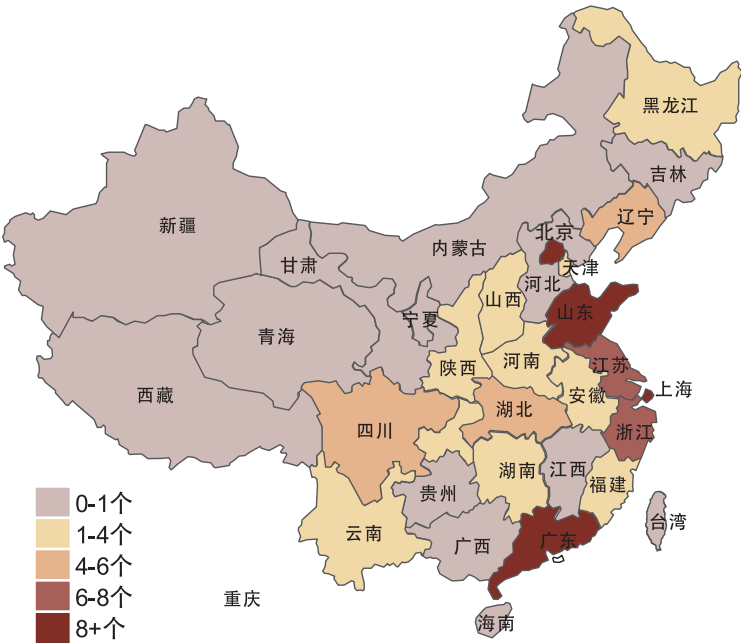 黑龙江
吉林
辽宁
新疆
内蒙古
北京
甘肃
天津
河北
山西
山东
宁夏
青海
河南
江苏
陕西
安徽
上海
西藏
湖北
四川
浙江
湖南
江西
贵州
福建
云南
广西
广东
台湾
重庆
海南
0-1个
1-4个
4-6个
6-8个
8+个